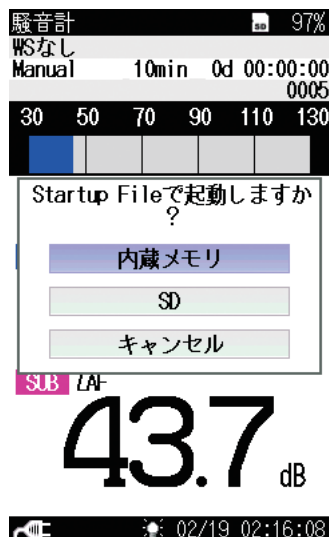 騒音計 SD 97%
WSなし
Manual 10min 0d 00:00:00
0005
30 50 70 90 110 130
Startup Fileで起動しますか
?
内蔵メモリ
SD
キャンセル
SUB LAF
43.7 dB
02/19 02:16:08